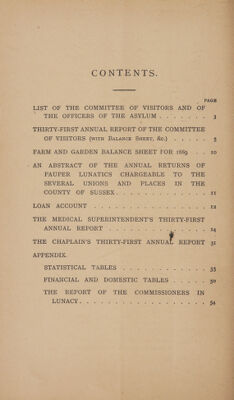 CONTENTS.
PAGE
LIST OF THE COMMITTEE OF VISITORS AND OF
THE OFFICERS OF THE ASYLUM . . . . . . . 3
THIRTY-FIRST ANNUAL REPORT OF THE COMMITTEE
OF VISITORS (WITH BALANCE SHEET, &c.) . . . . . 5
FARM AND GARDEN BALANCE SHEET FOR 1889 . . 10
AN ABSTRACT OF THE ANNUAL RETURNS OF
PAUPER LUNATICS CHARGEABLE TO THE
SEVERAL UNIONS AND PLACES IN THE
COUNTY OF SUSSEX . . . . . . . . . . . . 11
LOAN ACCOUNT . . . . . . . . . . . . . . 12
THE MEDICAL SUPERINTENDENT'S THIRTY-FIRST
ANNUAL REPORT . . . . . . . . . . . . . 14
THE CHAPLAIN'S THIRTY-FIRST ANNUAL REPORT 31
APPENDIX.
STATISTICAL TABLES . . . . . . . . . . . 33
FINANCIAL AND DOMESTIC TABLES . . . . . 50
THE REPORT OF THE COMMISSIONERS IN
LUNACY . . . . . . . . . . . . . . . . 54